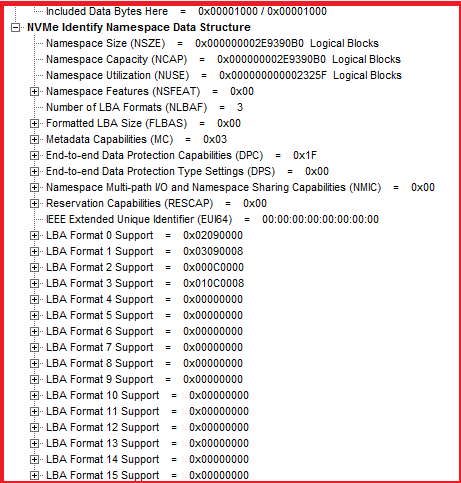 Included Data Bytes Here = 0x00001000 / 0x00001000
NVMe Identify Namespace Data Structure
Namespace Size (NSZE) = 0x000000002E9390B0 Logical Blocks
Namespace Capacity (NCAP) = 0x000000002E9390B0 Logical Blocks
Namespace Utilization (NUSE) = 0x000000000002325F Logical Blocks
Namespace Features (NSFEAT) = 0x00
Number of LBA Formats (NLBAF) = 3
Formatted LBA Size (FLBAS) = 0x00
Metadata Capabilities (MC) = 0x03
End-to-end Data Protection Capabilities (DPC) = 0x1F
End-to-end Data Protection Type Settings (DPS) = 0x00
Namespace Multi-path I/O and Namespace Sharing Capabilities (NMIC) = 0x00
Reservation Capabilities (RESCAP) = 0x00
IEEE Extended Unique Identifier (EUI64) = 00:00:00:00:00:00:00:00
LBA Format 0 Support = 0x02090000
LBA Format 1 Support = 0x03090008
LBA Format 2 Support = 0x000C0000
LBA Format 3 Support = 0x010C0008
LBA Format 4 Support = 0x00000000
LBA Format 5 Support = 0x00000000
LBA Format 6 Support = 0x00000000
LBA Format 7 Support = 0x00000000
LBA Format 8 Support = 0x00000000
LBA Format 9 Support = 0x00000000
LBA Format 10 Support = 0x00000000
LBA Format 11 Support = 0x00000000
LBA Format 12 Support = 0x00000000
LBA Format 13 Support = 0x00000000
LBA Format 14 Support = 0x00000000
LBA Format 15 Support = 0x00000000